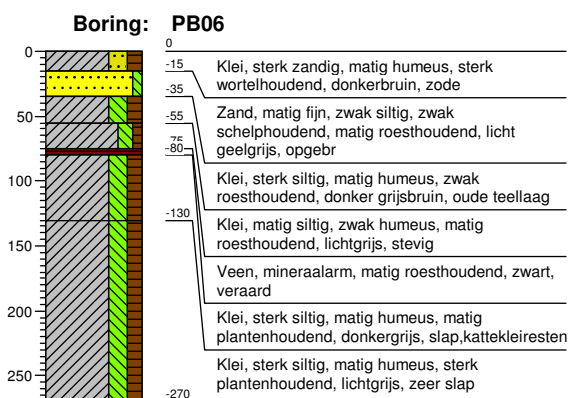 Boring: PB06
0
50
100
150
200
250
0
-15
-35
-55
-75
-80
-130
-270
Klei, sterk zandig, matig humeus, sterk
wortelhoudend, donkerbruin, zode
Zand, matig fijn, zwak siltig, zwak
schelphoudend, matig roesthoudend, licht
geelgrijs, opgebr
Klei, sterk siltig, matig humeus, zwak
roesthoudend, donker grijsbruin, oude teellaag
Klei, matig siltig, zwak humeus, matig
roesthoudend, lichtgrijs, stevig
Veen, mineraalarm, matig roesthoudend, zwart,
veraard
Klei, sterk siltig, matig humeus, matig
plantenhoudend, donkergrijs, slap,kattekleiresten
Klei, sterk siltig, matig humeus, sterk
plantenhoudend, lichtgrijs, zeer slap